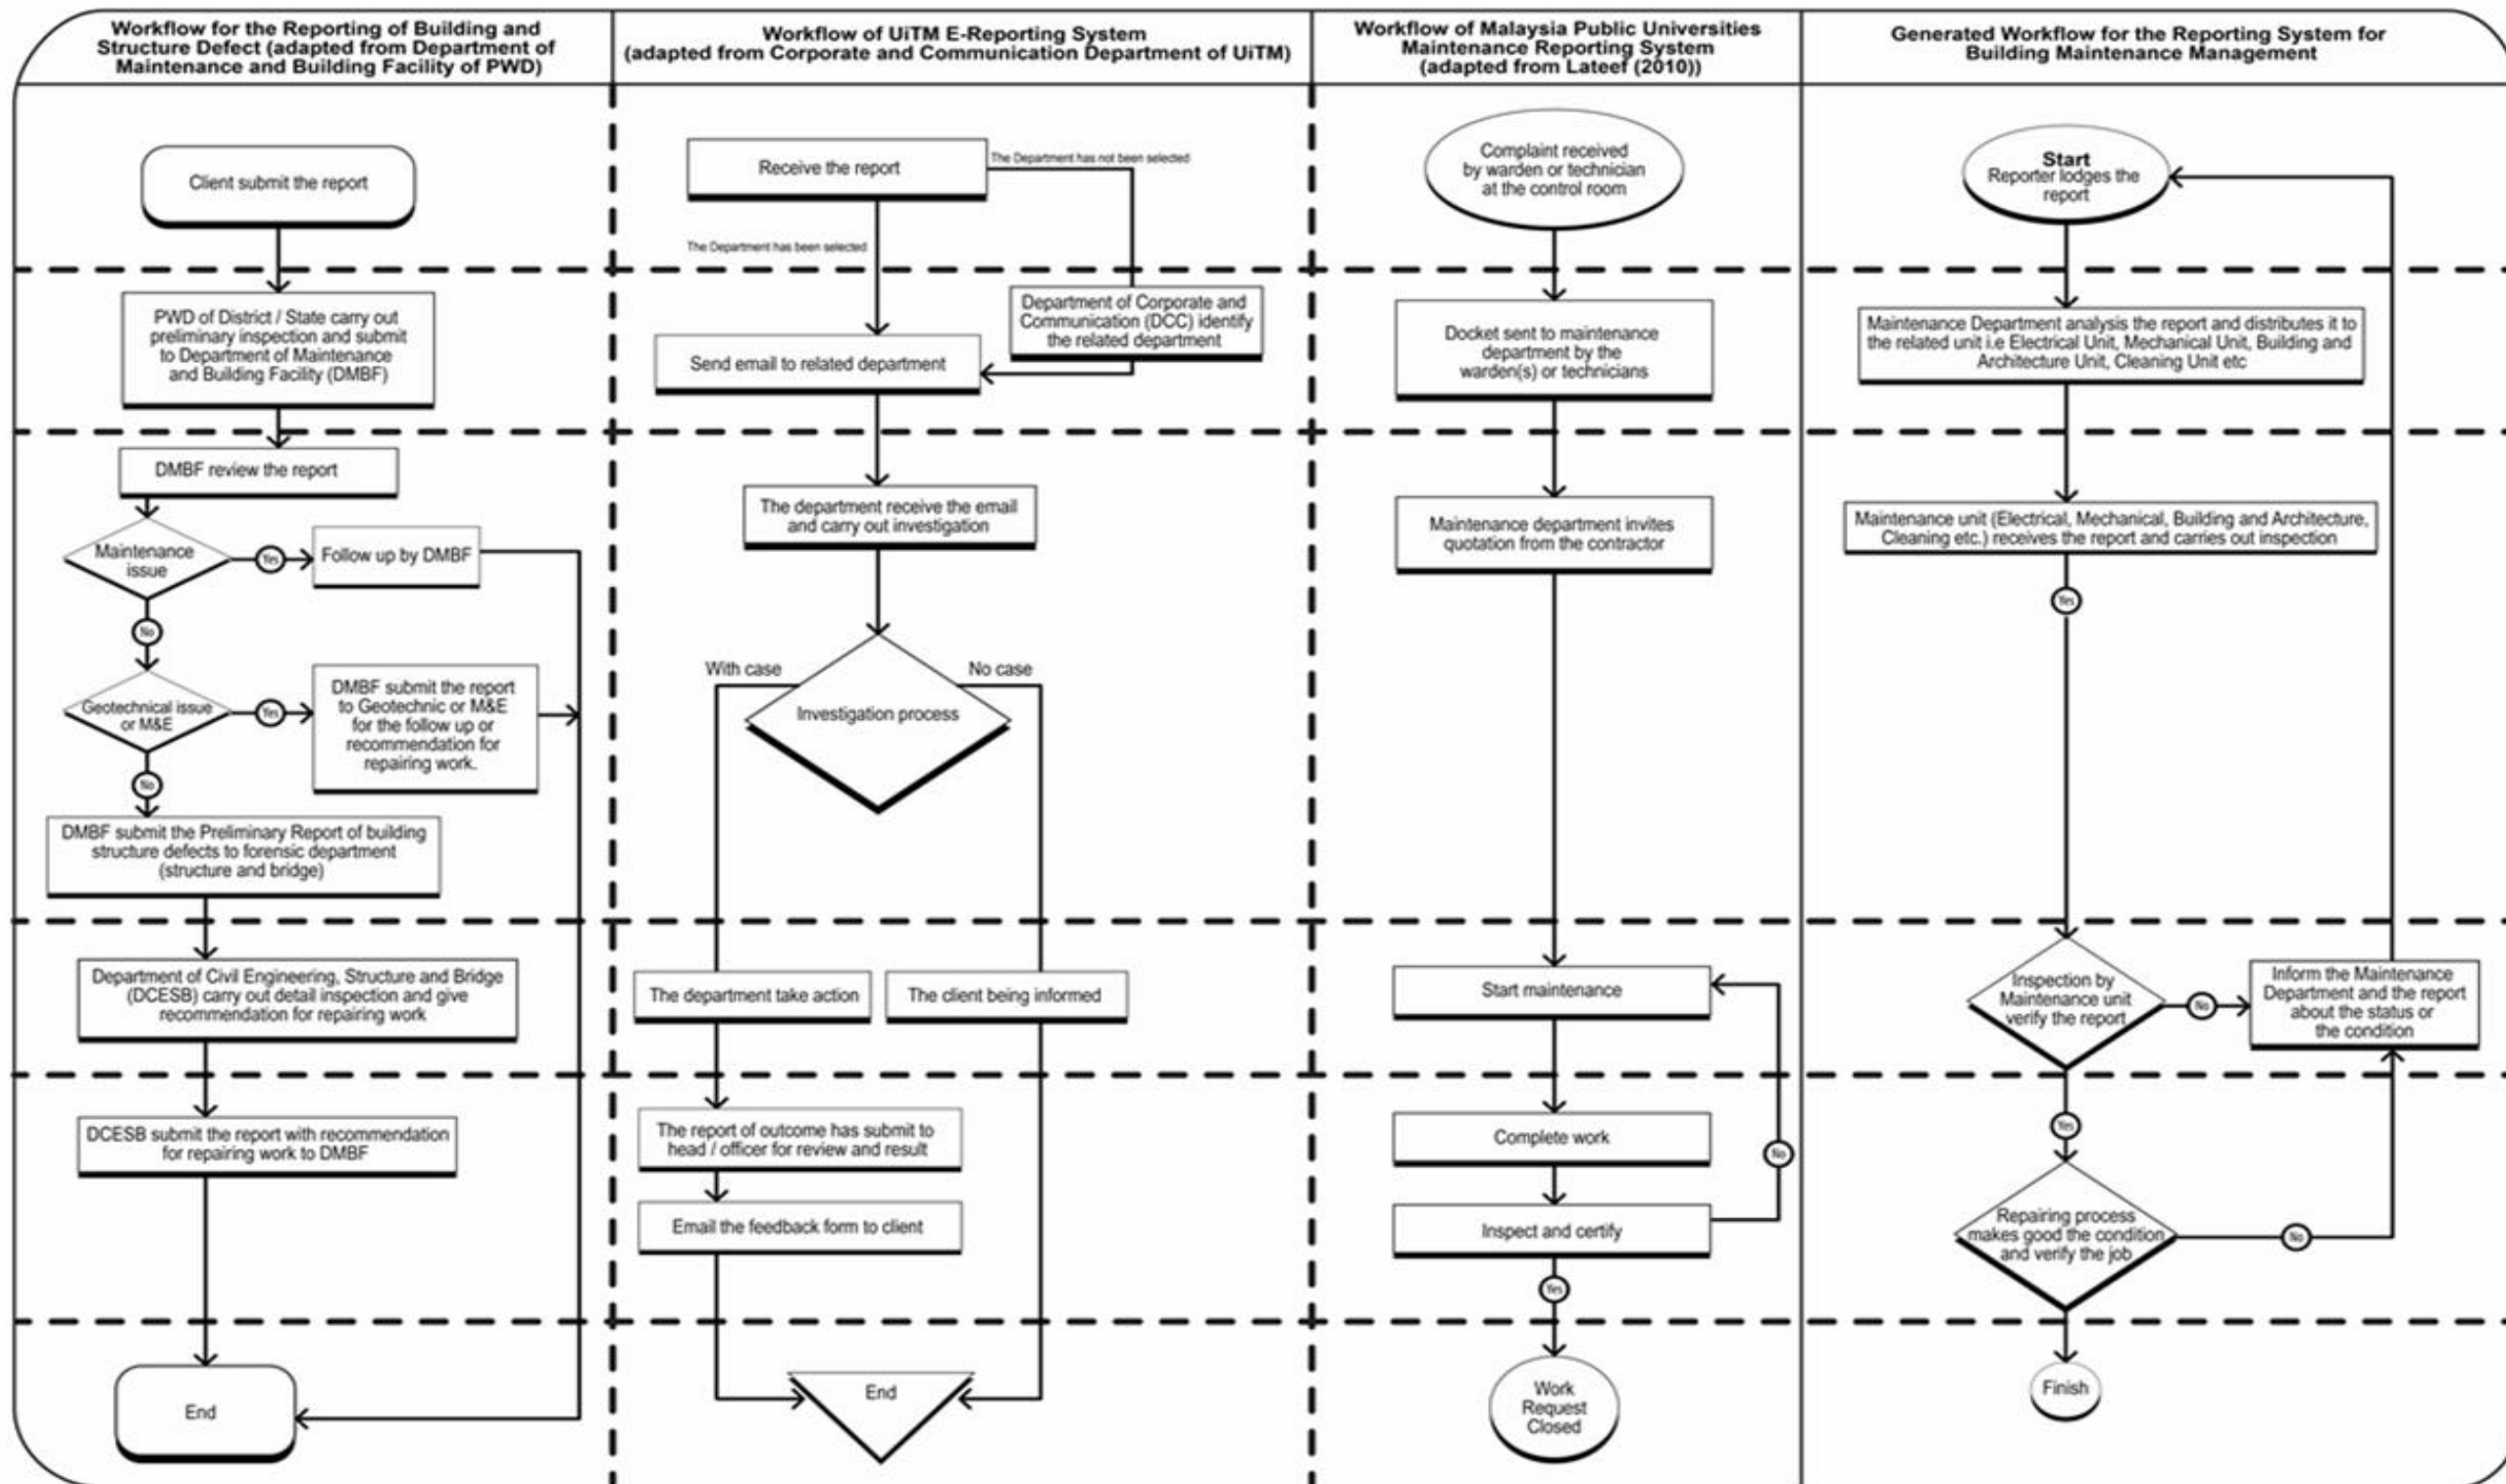 Workflow for the Reporting of Building and
Structure Defect (adapted from Department of
Maintenance and Building Facility of PWD)
Client submit the report
PWD of District / State carry out
preliminary inspection and submit
to Department of Maintenance
and Building Facility (DMBF)
DMBF review the report
Maintenance
issue
Yes
Follow up by DMBF
No
Geotechnical issue
or M&E
Yes
DMBF submit the report
to Geotechnic or M&E
for the follow up or
recommendation for
repairing work.
No
DMBF submit the Preliminary Report of building
structure defects to forensic department
(structure and bridge)
Department of Civil Engineering, Structure and Bridge
(DCESB) carry out detail inspection and give
recommendation for repairing work
DCESB submit the report with recommendation
for repairing work to DMBF
End
Workflow of UiTM E-Reporting System
(adapted from Corporate and Communication Department of UiTM)
Receive the report
The Department has not been selected
The Department has been selected
Department of Corporate and
Communication (DCC) identify
the related department
Send email to related department
The department receive the email
and carry out investigation
With case
No case
Investigation process
The department take action
The client being informed
The report of outcome has submit to
head / officer for review and result
Email the feedback form to client
End
Workflow of Malaysia Public Universities
Maintenance Reporting System
(adapted from Lateef (2010))
Complaint received
by warden or technician
at the control room
Docket sent to maintenance
department by the
warden(s) or technicians
Maintenance department invites
quotation from the contractor
Start maintenance
Complete work
No
Inspect and certify
Yes
Work
Request
Closed
Generated Workflow for the Reporting System for
Building Maintenance Management
Start
Reporter lodges the
report
Maintenance Department analysis the report and distributes it to
the related unit i.e Electrical Unit, Mechanical Unit, Building and
Architecture Unit, Cleaning Unit etc
Maintenance unit (Electrical, Mechanical, Building and Architecture,
Cleaning etc.) receives the report and carries out inspection
Yes
Inspection by
Maintenance unit
verify the report
No
Inform the Maintenance
Department and the report
about the status or
the condition
Yes
Repairing process
makes good the condition
and verify the job
No
Finish